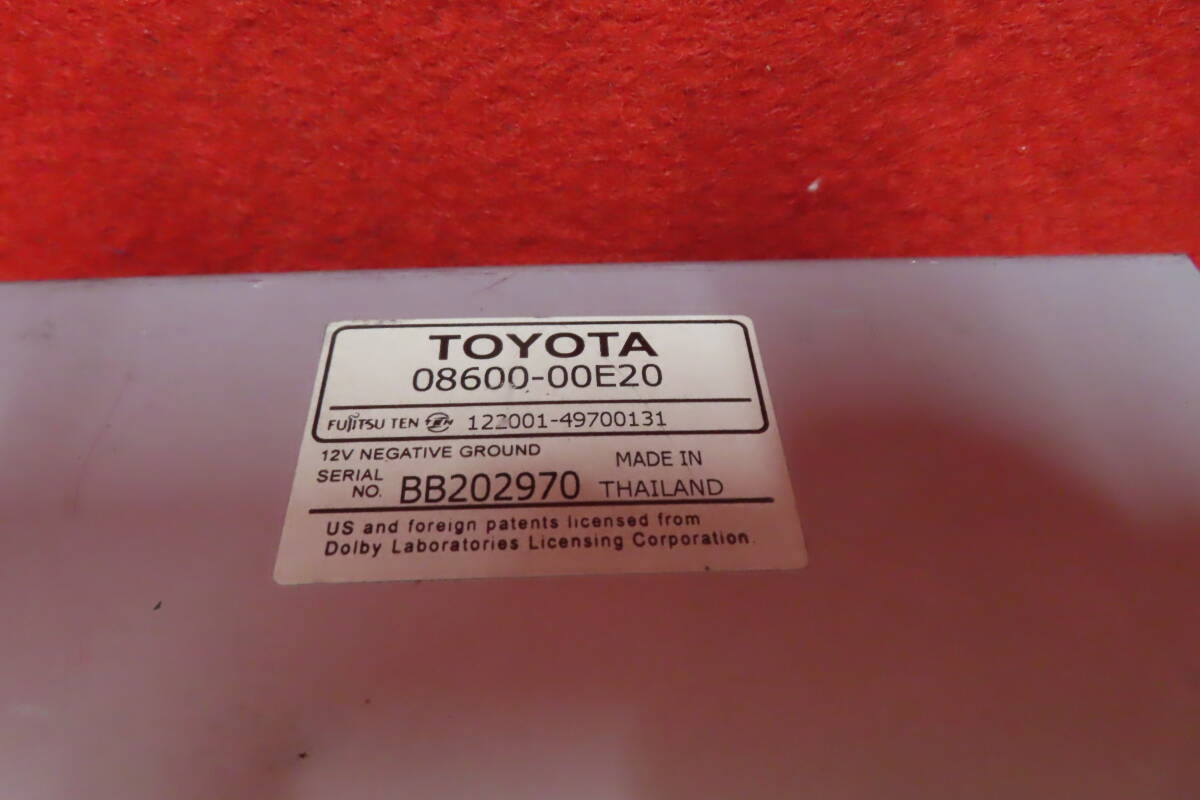 TOYOTA
08600-00E20
FUJITSU TEN TEN 122001-49700131
12V NEGATIVE GROUND
SERIAL NO. BB202970
MADE IN THAILAND
US and foreign patents licensed from
Dolby Laboratories Licensing Corporation.